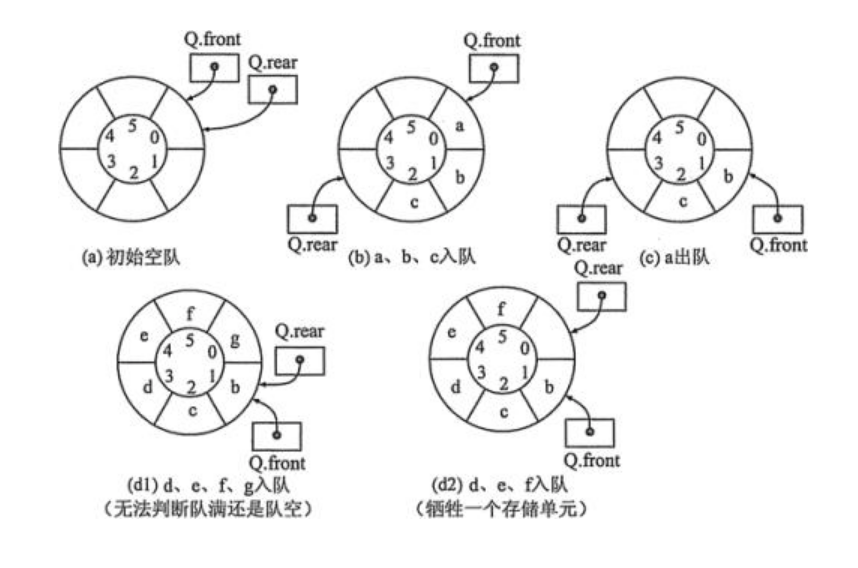 Q.front
Q.rear
4 5 0
3 2 1
(a) 初始空队
Q.front
a
4 5 0
3 2 1
b
c
Q.rear
(b) a、b、c入队
4 5 0
3 2 1
b
c
Q.rear
Q.front
(c) a出队
f
e
g
4 5 0
3 2 1
d
b
c
Q.rear
Q.front
(d1) d、e、f、g入队
（无法判断队满还是队空）
Q.rear
f
e
4 5 0
3 2 1
d
b
c
Q.front
(d2) d、e、f入队
（牺牲一个存储单元）